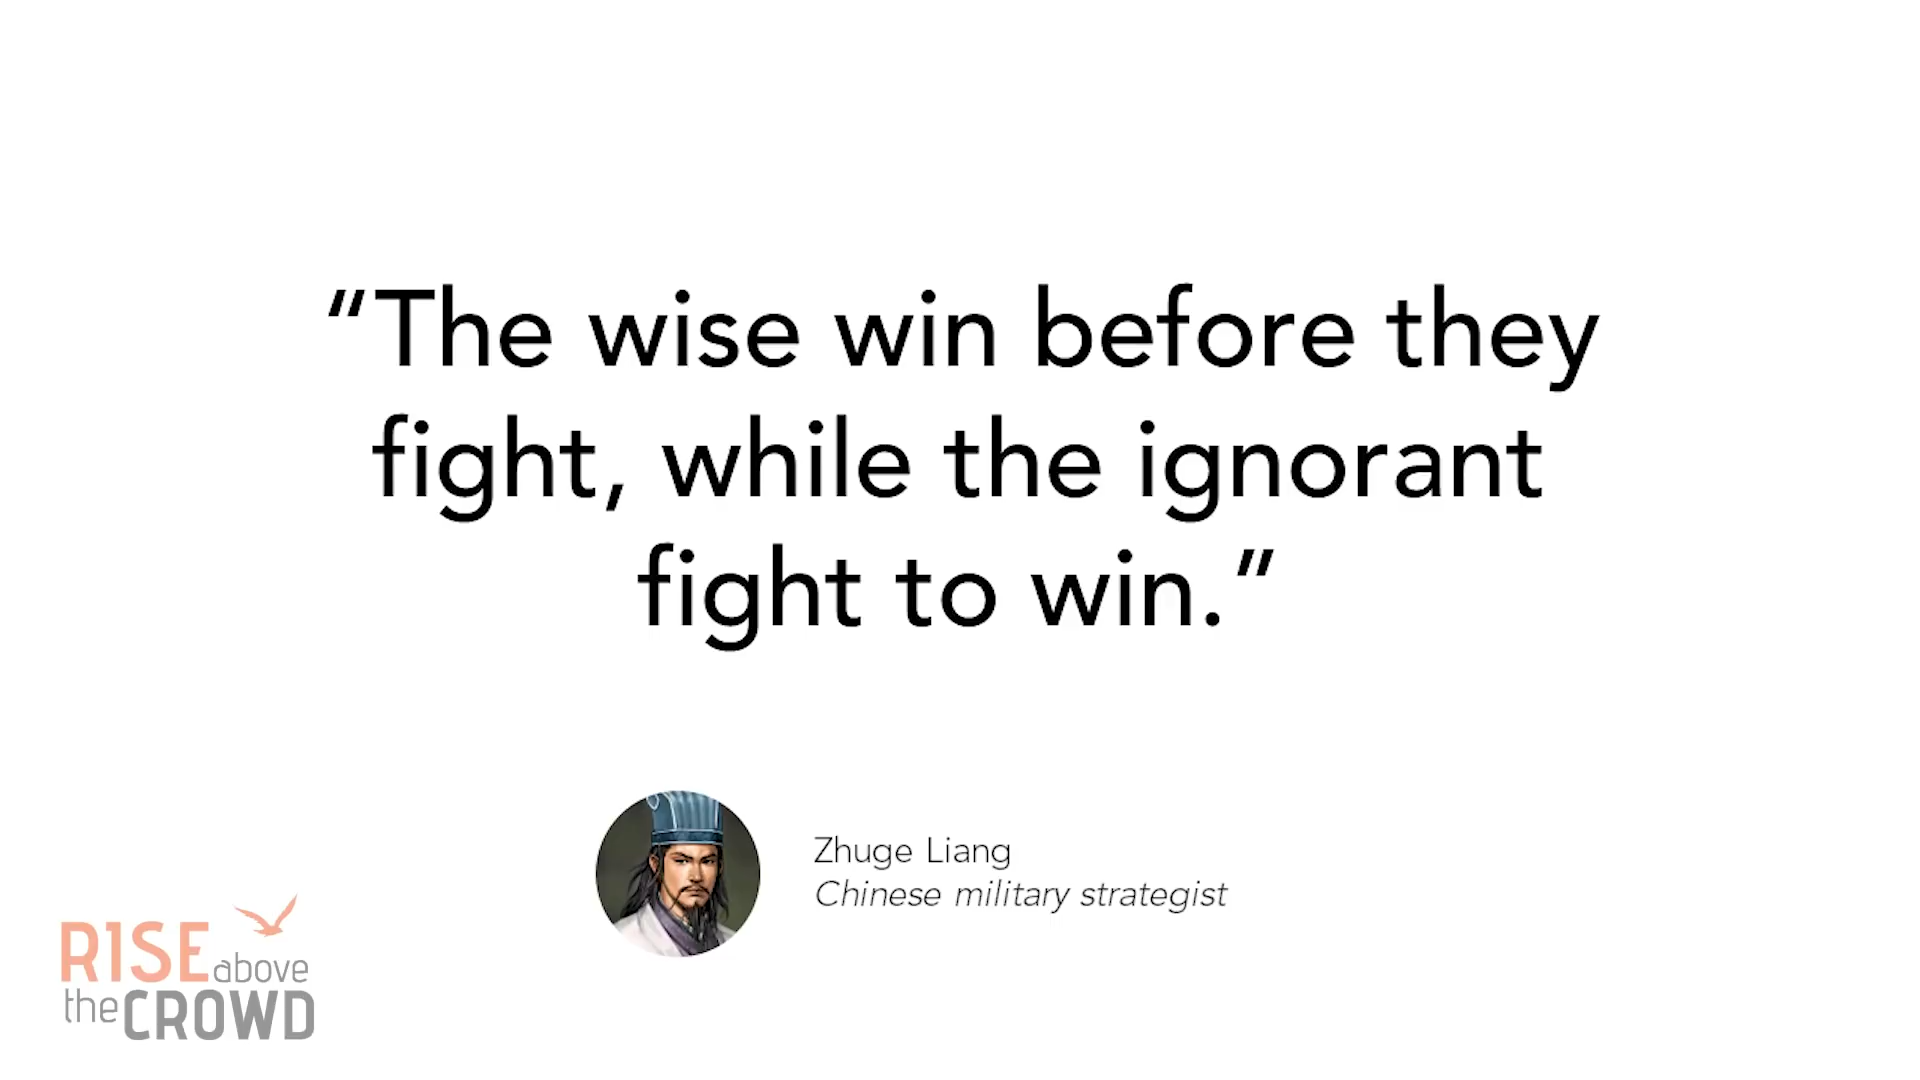 “The wise win before they
fight, while the ignorant
fight to win.”
Zhuge Liang
Chinese military strategist
RISE above
the CROWD